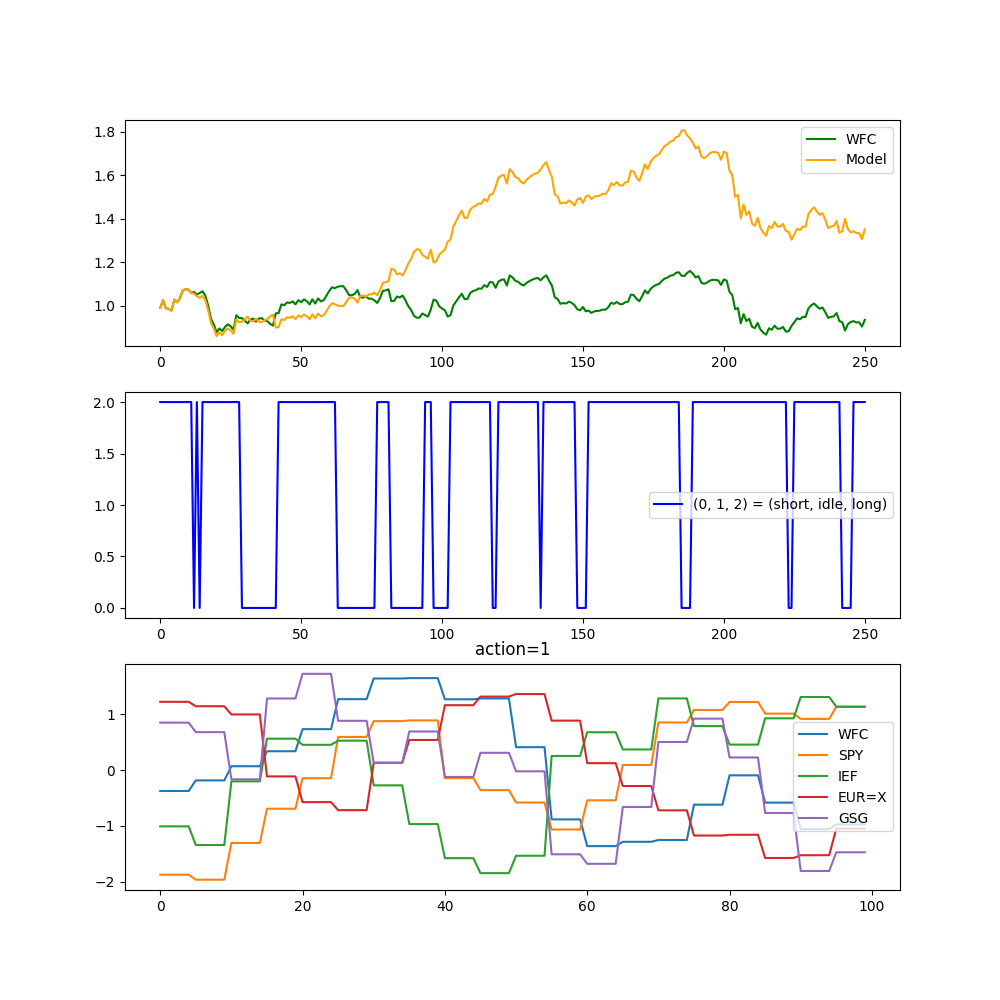 1.8
1.6
1.4
1.2
1.0
WFC
Model
0 50 100 150 200 250
2.0
1.5
1.0
0.5
0.0
(0, 1, 2) = (short, idle, long)
0 50 100 150 200 250
action=1
1
0
−1
−2
WFC
SPY
IEF
EUR=X
GSG
0 20 40 60 80 100